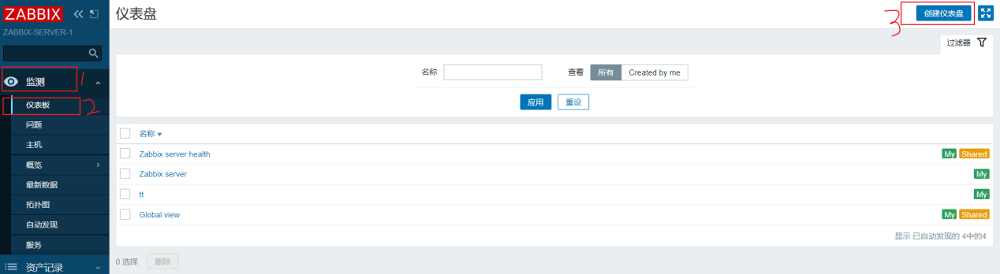 ZABBIX
ZABBIX-SERVER-1
监测
1
仪表板
2
问题
主机
概览
最新数据
拓扑图
自动发现
服务
资产记录
仪表盘
3
创建仪表盘
过滤器
名称 查看 所有 Created by me
应用 重设
名称
Zabbix server health My Shared
Zabbix server My
tt My
Global view My Shared
显示 已自动发现的 4中的4
0 选择 删除